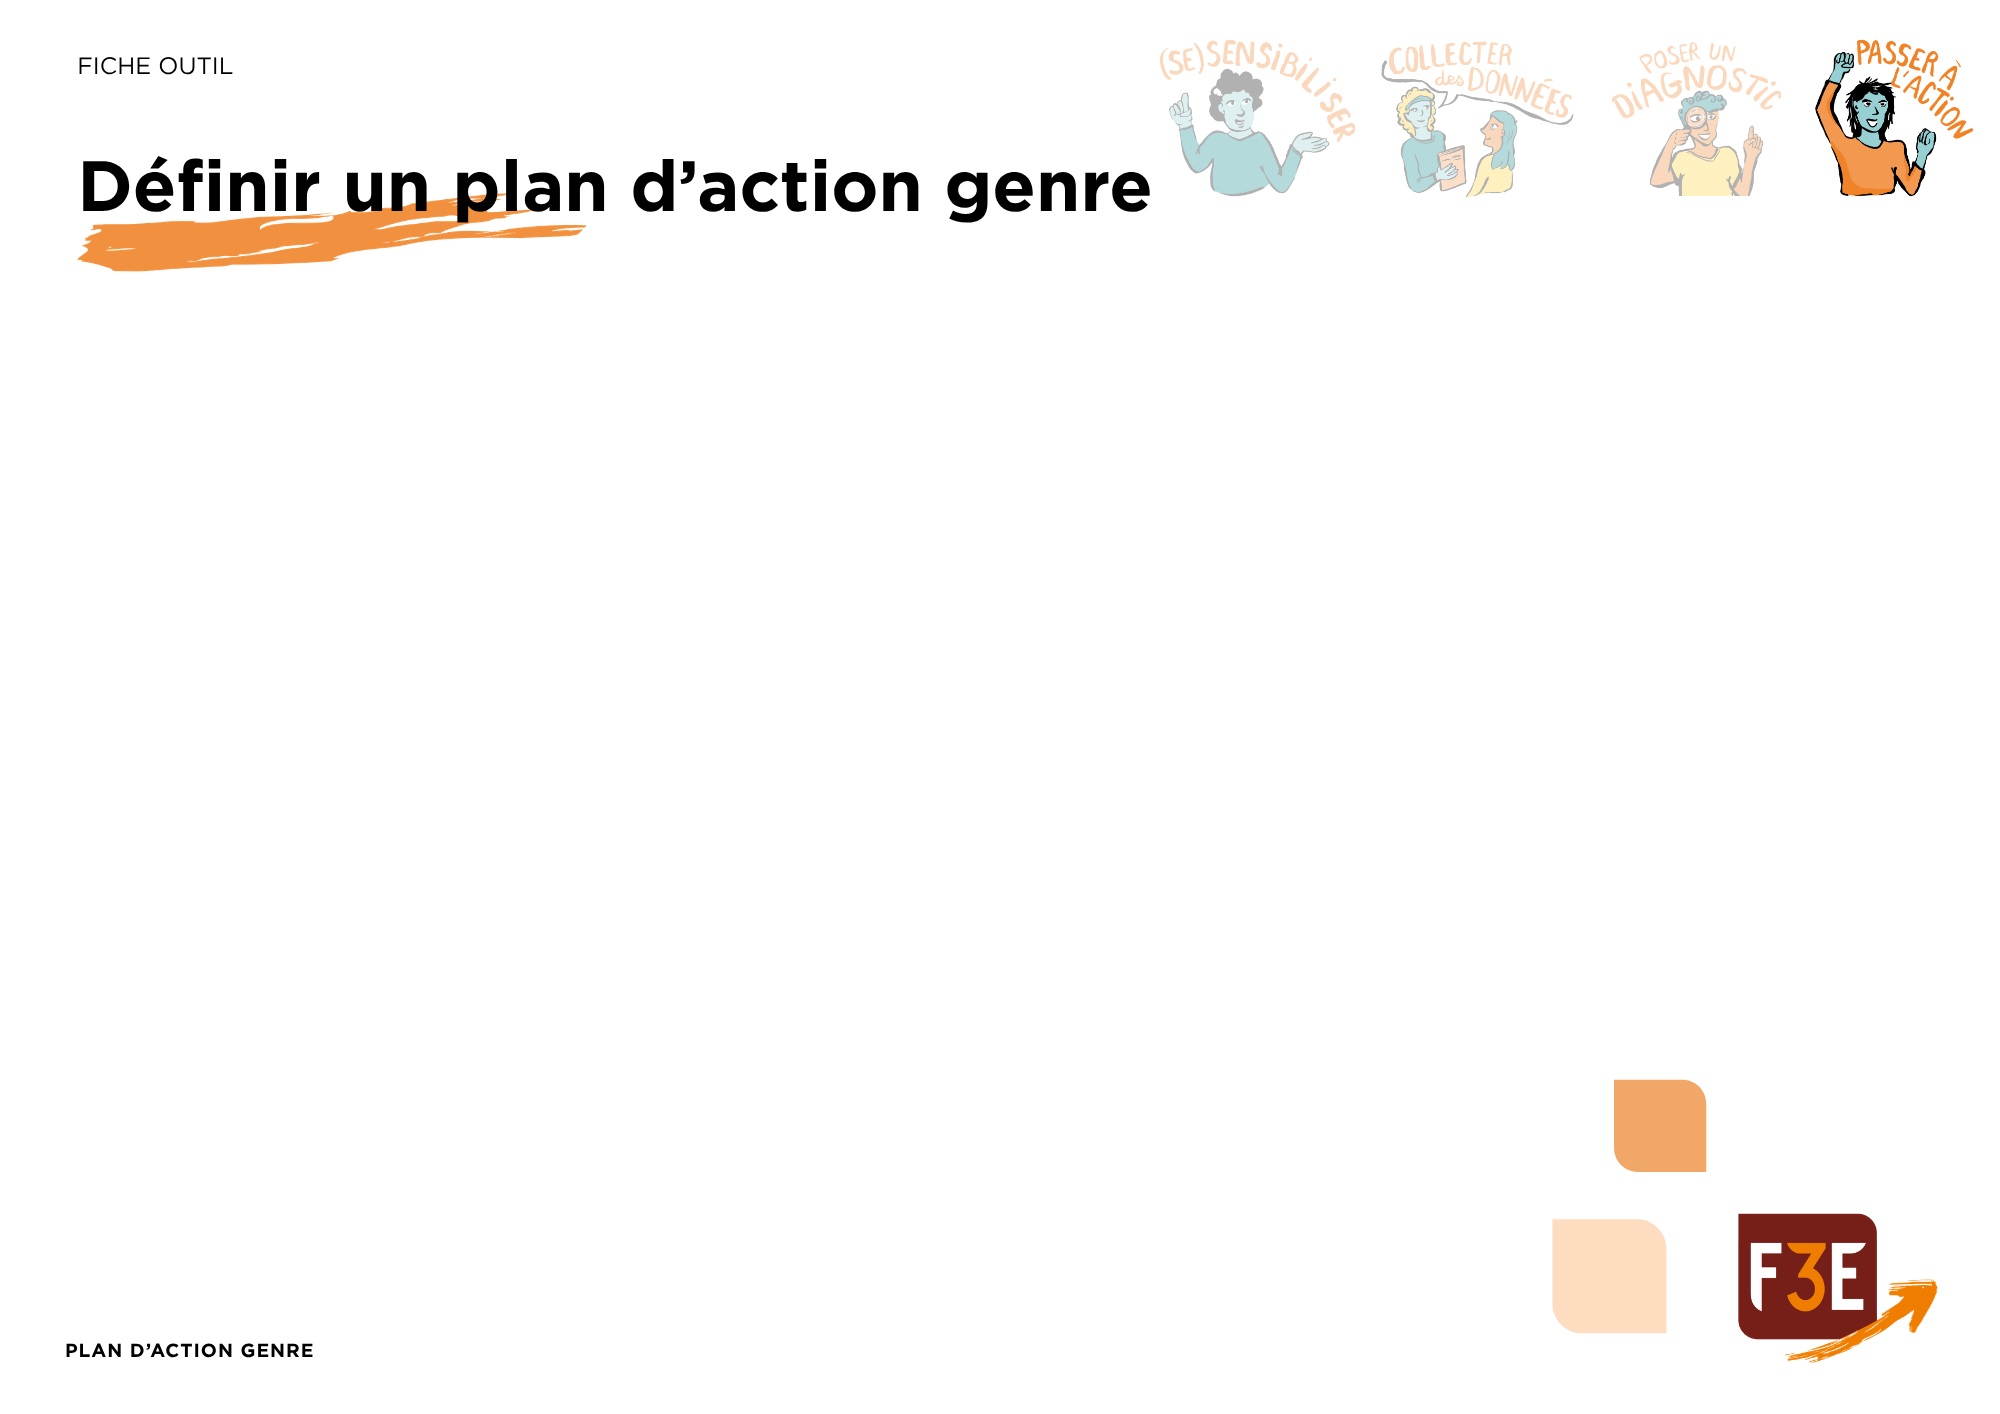 FICHE OUTIL
(SE)SENSiBiLiSER
COLLECTER
des DONNÉES
POSER UN
DiAGNOSTiC
PASSER À
L'ACTiON
Définir un plan d’action genre
F3E
PLAN D’ACTION GENRE